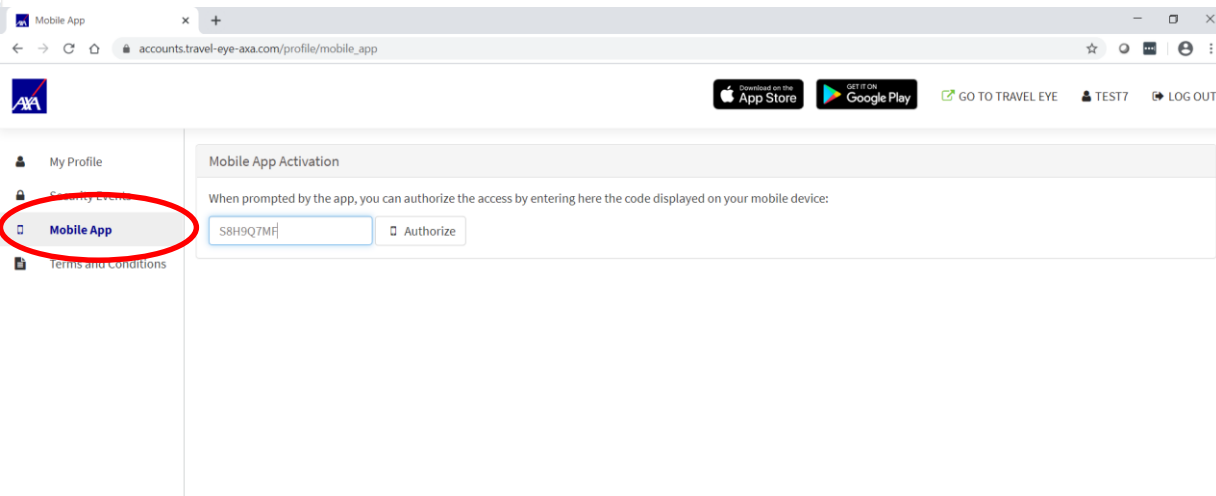 Mobile App
accounts.travel-eye-axa.com/profile/mobile_app
AXA
Download on the
App Store
GET IT ON
Google Play
GO TO TRAVEL EYE
TEST7
LOG OUT
My Profile
Security Events
Mobile App
Terms and Conditions
Mobile App Activation
When prompted by the app, you can authorize the access by entering here the code displayed on your mobile device:
S8H9Q7MF
Authorize